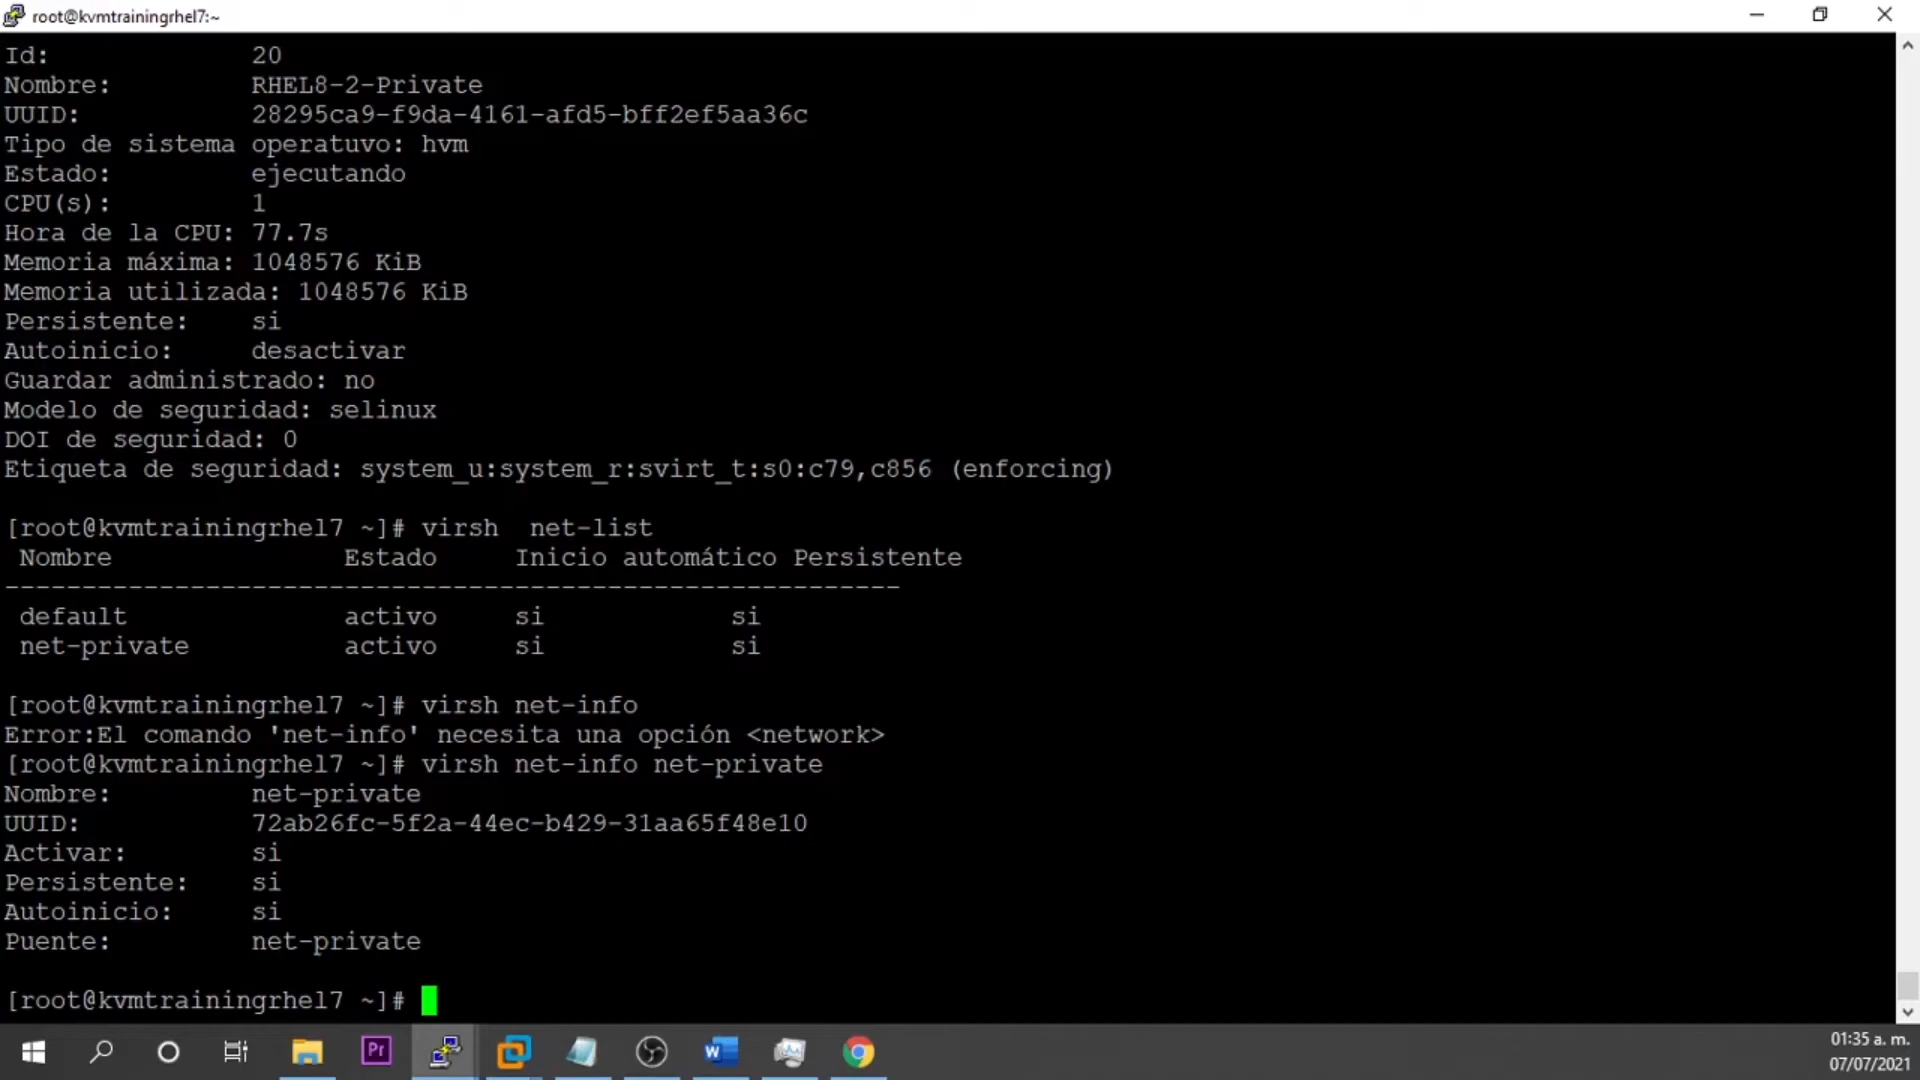 root@kvmtrainingrhel7:~
Id:             20
Nombre:         RHEL8-2-Private
UUID:           28295ca9-f9da-4161-afd5-bff2ef5aa36c
Tipo de sistema operatuvo: hvm
Estado:         ejecutando
CPU(s):         1
Hora de la CPU: 77.7s
Memoria máxima: 1048576 KiB
Memoria utilizada: 1048576 KiB
Persistente:    si
Autoinicio:     desactivar
Guardar administrado: no
Modelo de seguridad: selinux
DOI de seguridad: 0
Etiqueta de seguridad: system_u:system_r:svirt_t:s0:c79,c856 (enforcing)
[root@kvmtrainingrhel7 ~]# virsh  net-list
 Nombre               Estado     Inicio automático Persistente
----------------------------------------------------------
 default              activo     si            si
 net-private          activo     si            si
[root@kvmtrainingrhel7 ~]# virsh net-info
Error:El comando 'net-info' necesita una opción <network>
[root@kvmtrainingrhel7 ~]# virsh net-info net-private
Nombre:         net-private
UUID:           72ab26fc-5f2a-44ec-b429-31aa65f48e10
Activar:        si
Persistente:    si
Autoinicio:     si
Puente:         net-private
[root@kvmtrainingrhel7 ~]#
Pr
W
01:35 a. m.
07/07/2021